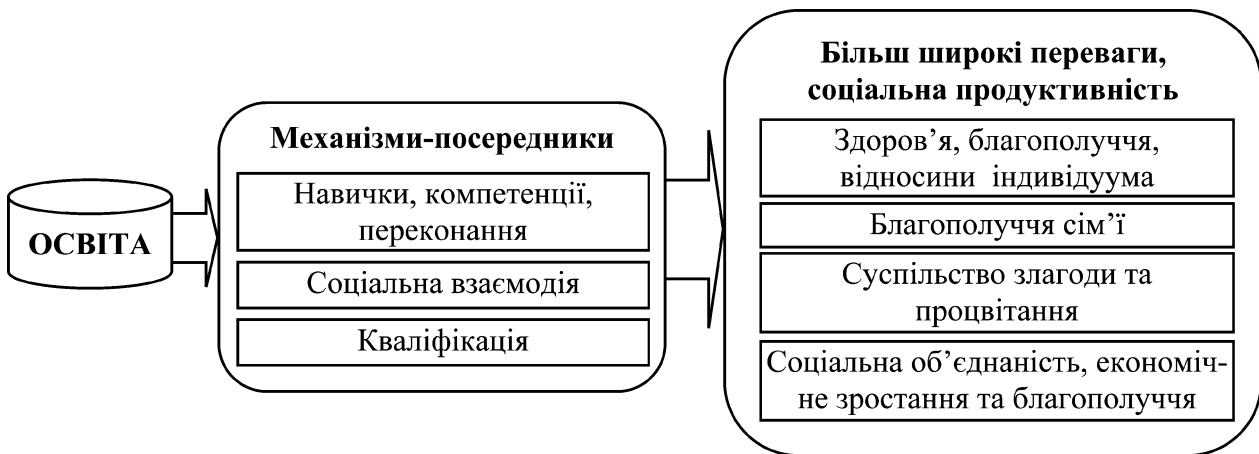 ОСВІТА
Механізми-посередники
Навички, компетенції,
переконання
Соціальна взаємодія
Кваліфікація
Більш широкі переваги,
соціальна продуктивність
Здоров’я, благополуччя,
відносини індивідуума
Благополуччя сім’ї
Суспільство злагоди та
процвітання
Соціальна об’єднаність, економіч-
не зростання та благополуччя